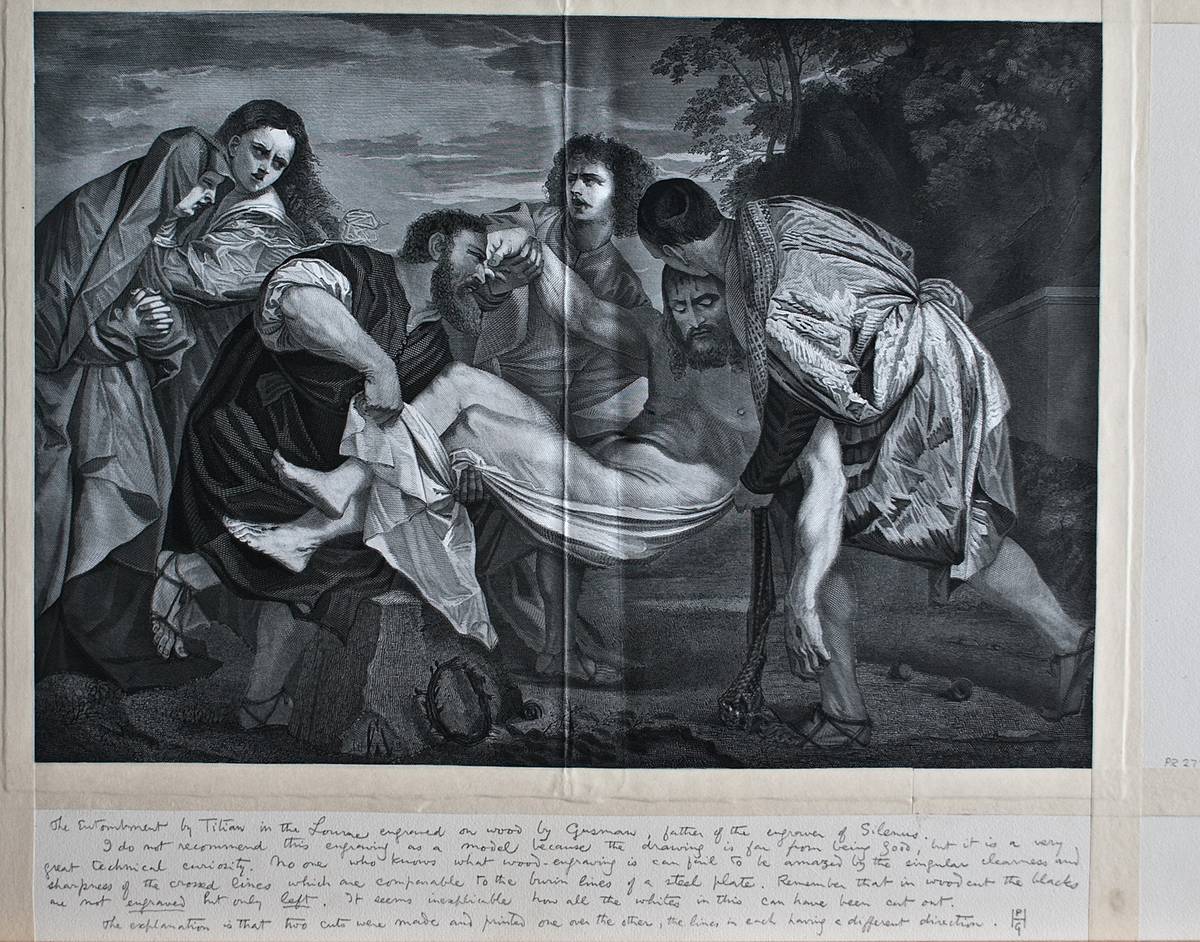 PZ 27
The Entombment by Titian in the Louvre engraved on wood by Gusman, father of the engraver of Silenus.
I do not recommend this engraving as a model because the drawing is far from being good, but it is a very
great technical curiosity. No one who knows what wood-engraving is can fail to be amazed by the singular clearness and
sharpness of the crossed lines which are comparable to the burin lines of a steel plate. Remember that in woodcut the blacks
are not engraved but only left. It seems inexplicable how all the whites in this can have been cut out.
The explanation is that two cuts were made and printed one over the other, the lines in each having a different direction.